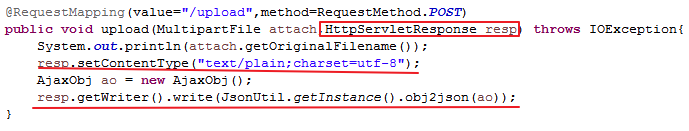 @RequestMapping(value="/upload",method=RequestMethod.POST)
public void upload(MultipartFile attach,HttpServletResponse resp) throws IOException{
System.out.println(attach.getOriginalFilename());
resp.setContentType("text/plain;charset=utf-8");
AjaxObj ao = new AjaxObj();
resp.getWriter().write(JsonUtil.getInstance().obj2json(ao));
}